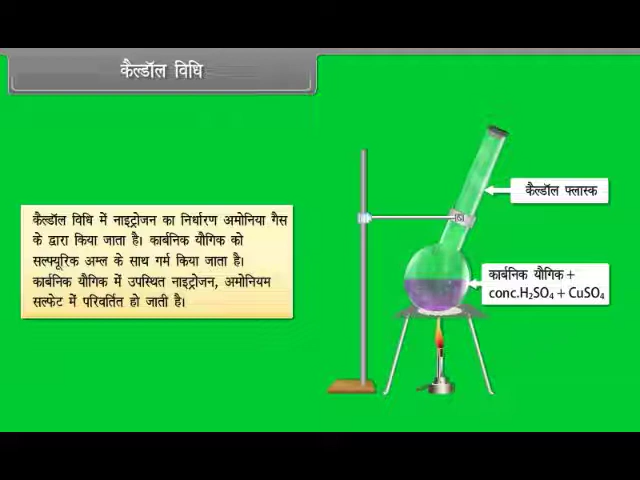 कैल्डॉल विधि
कैल्डॉल विधि में नाइट्रोजन का निर्धारण अमोनिया गैस
के द्वारा किया जाता है। कार्बनिक यौगिक को
सल्फ्यूरिक अम्ल के साथ गर्म किया जाता है।
कार्बनिक यौगिक में उपस्थित नाइट्रोजन, अमोनियम
सल्फेट में परिवर्तित हो जाती है।
कैल्डॉल फ्लास्क
कार्बनिक यौगिक +
conc.H₂SO₄ + CuSO₄